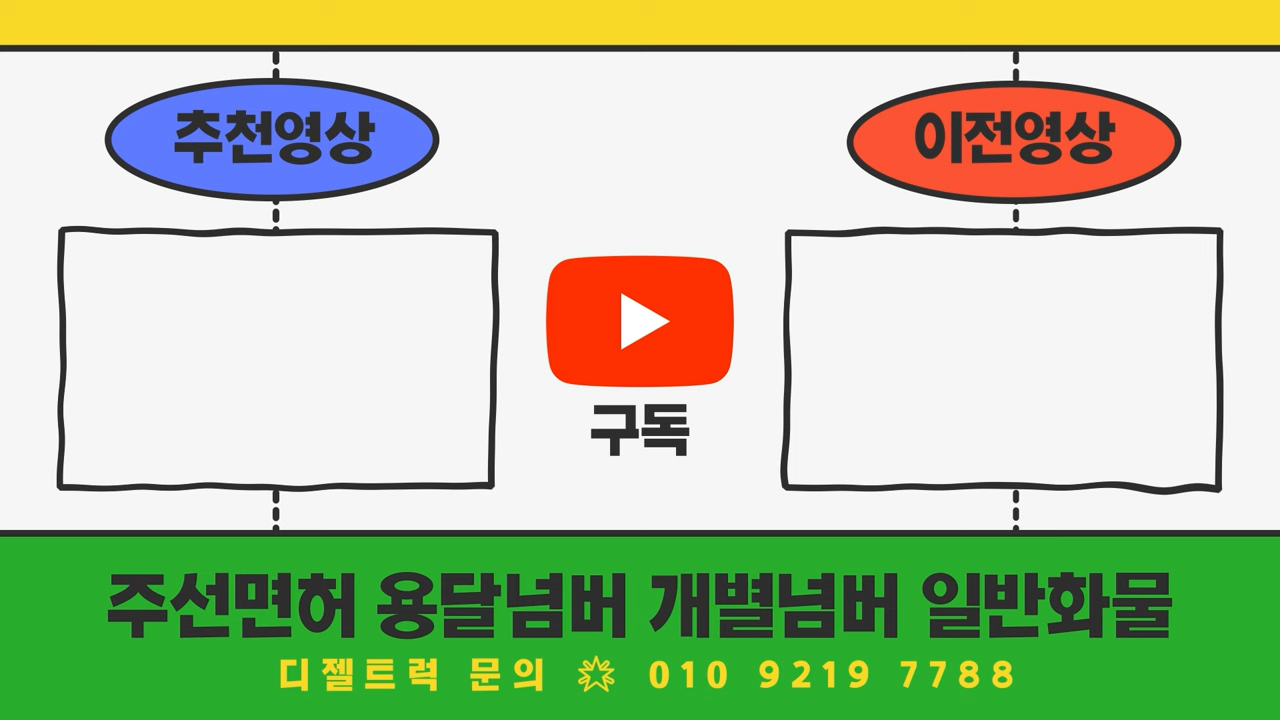 추천영상
이전영상
구독
주선면허 용달넘버 개별넘버 일반화물
디젤트럭 문의 010 9219 7788